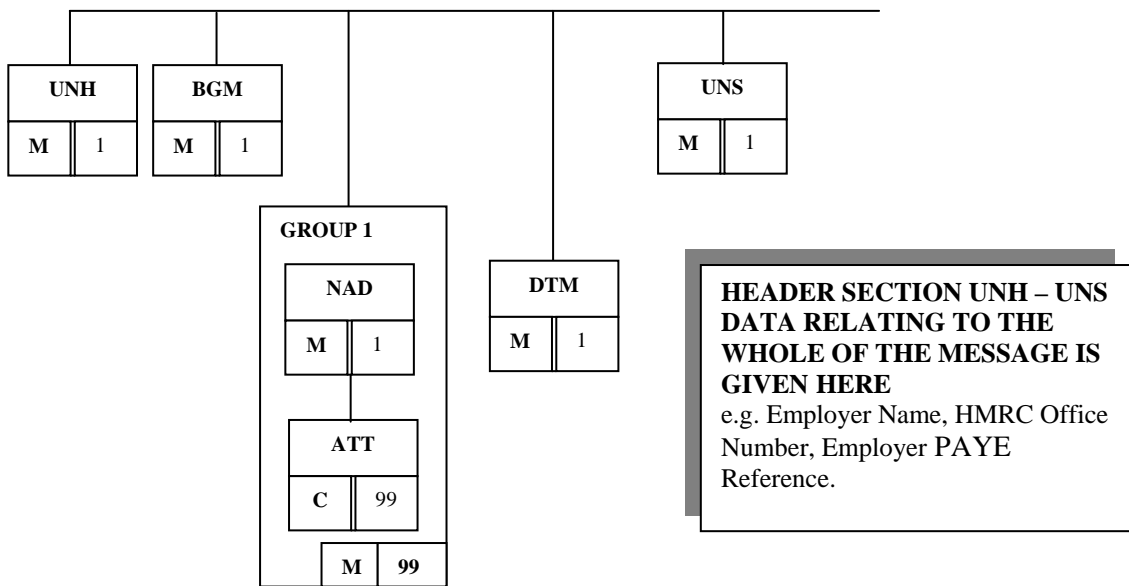 UNH
M 1
BGM
M 1
UNS
M 1
GROUP 1
NAD
M 1
ATT
C 99
M 99
DTM
M 1
HEADER SECTION UNH – UNS
DATA RELATING TO THE
WHOLE OF THE MESSAGE IS
GIVEN HERE
e.g. Employer Name, HMRC Office
Number, Employer PAYE
Reference.